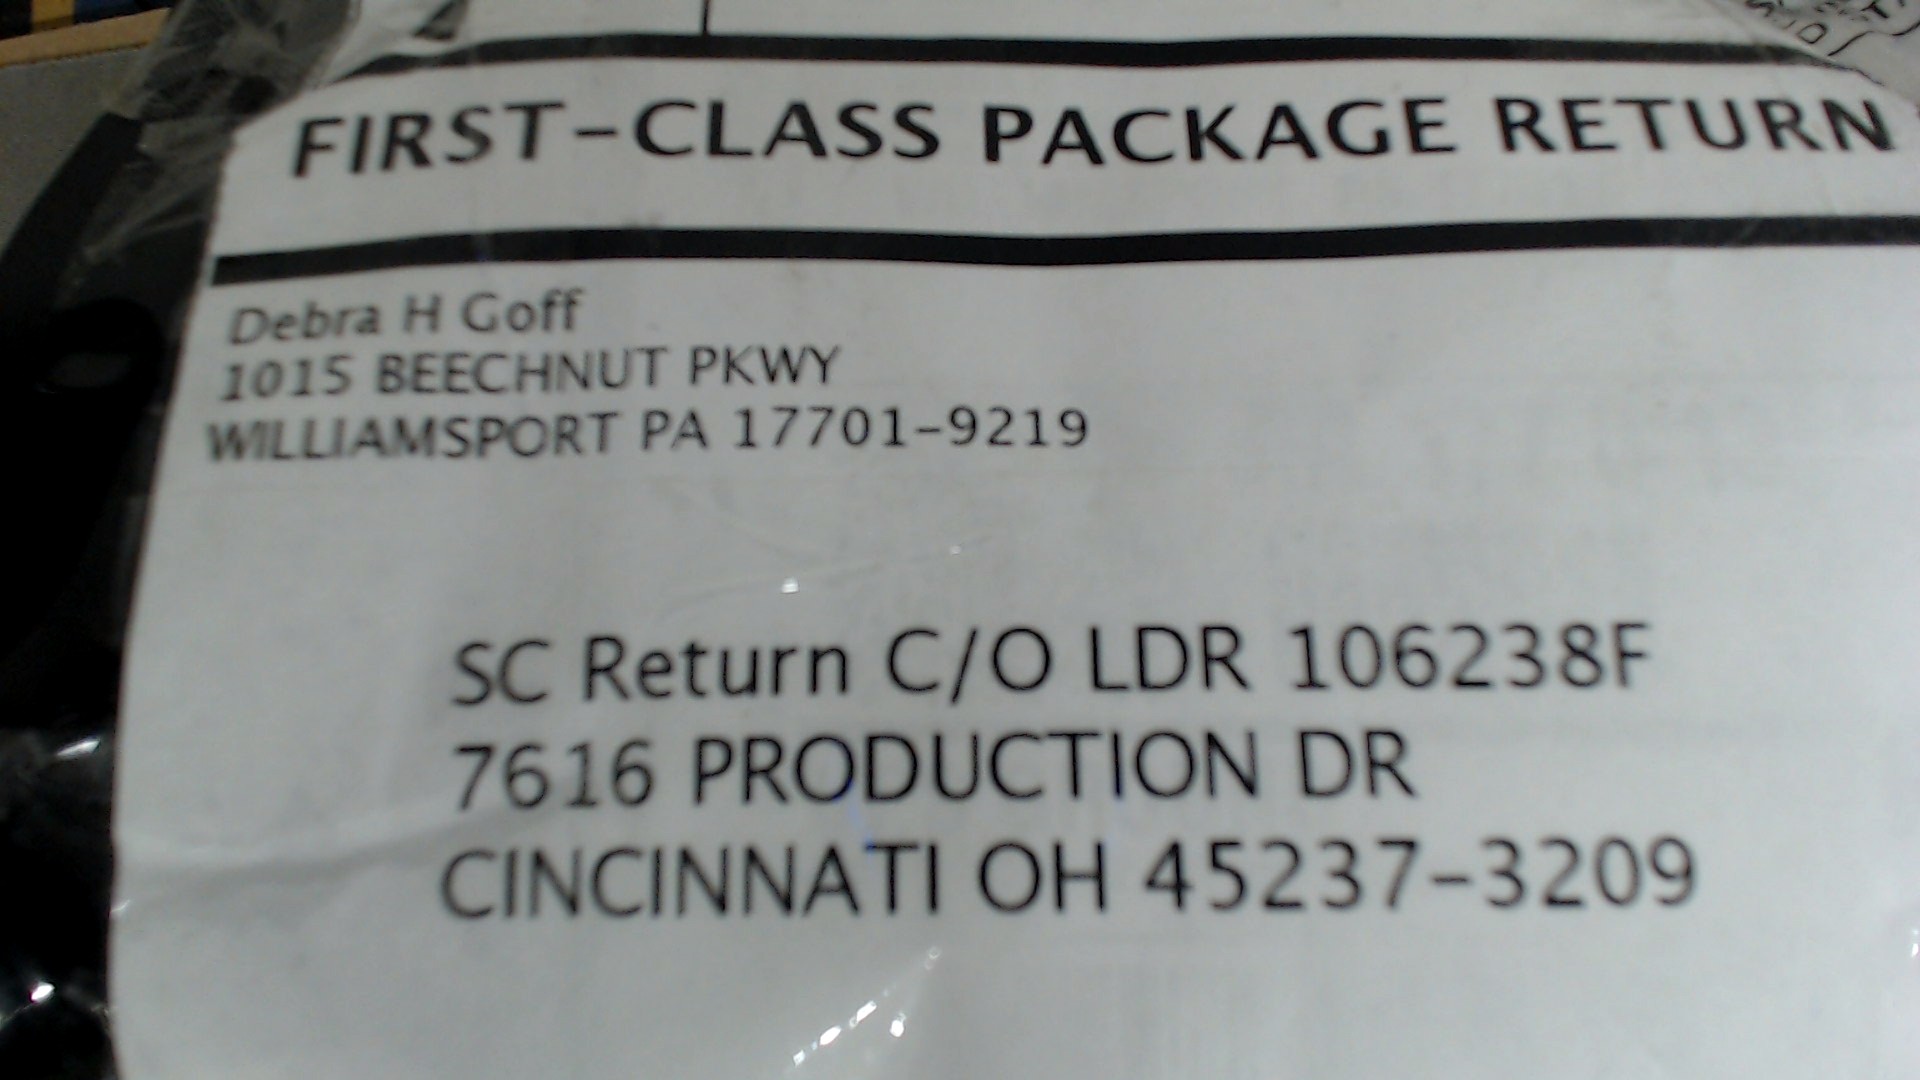 FIRST-CLASS PACKAGE RETURN
Debra H Goff
1015 BEECHNUT PKWY
WILLIAMSPORT PA 17701-9219
SC Return C/O LDR 106238F
7616 PRODUCTION DR
CINCINNATI OH 45237-3209